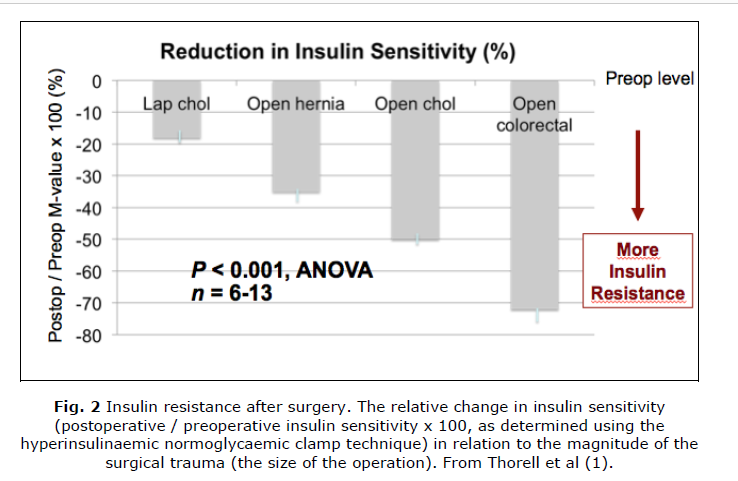 Reduction in Insulin Sensitivity (%)
Postop / Preop M-value x 100 (%)
0
-10
-20
-30
-40
-50
-60
-70
-80
Lap chol
Open hernia
Open chol
Open
colorectal
Preop level
P < 0.001, ANOVA
n = 6-13
More
Insulin
Resistance
Fig. 2 Insulin resistance after surgery. The relative change in insulin sensitivity
(postoperative / preoperative insulin sensitivity x 100, as determined using the
hyperinsulinaemic normoglycaemic clamp technique) in relation to the magnitude of the
surgical trauma (the size of the operation). From Thorell et al (1).